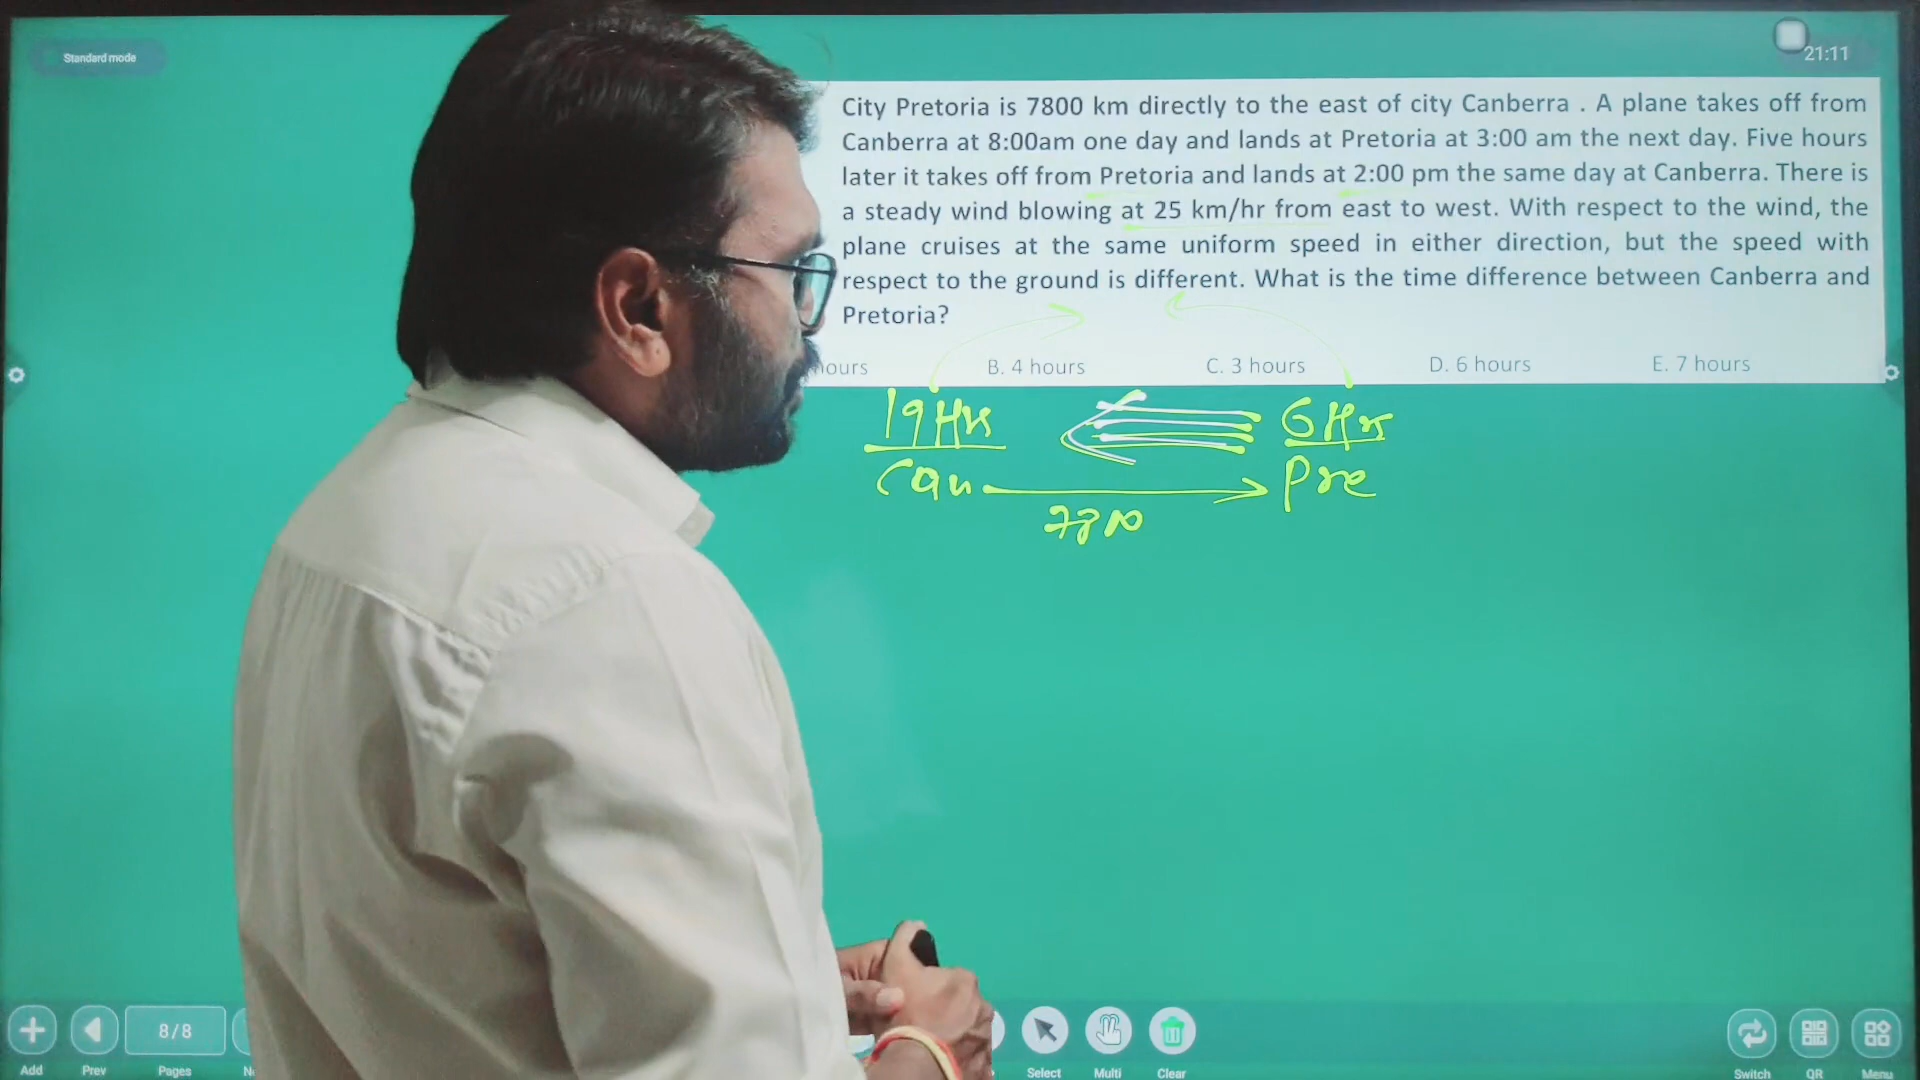 Standard mode
21:11
City Pretoria is 7800 km directly to the east of city Canberra . A plane takes off from
Canberra at 8:00am one day and lands at Pretoria at 3:00 am the next day. Five hours
later it takes off from Pretoria and lands at 2:00 pm the same day at Canberra. There is
a steady wind blowing at 25 km/hr from east to west. With respect to the wind, the
plane cruises at the same uniform speed in either direction, but the speed with
respect to the ground is different. What is the time difference between Canberra and
Pretoria?
hours B. 4 hours C. 3 hours D. 6 hours E. 7 hours
19Hrs 6Hrs
Can Pre
7800
8/8
Add Prev Pages Select Multi Clear Switch QR Menu